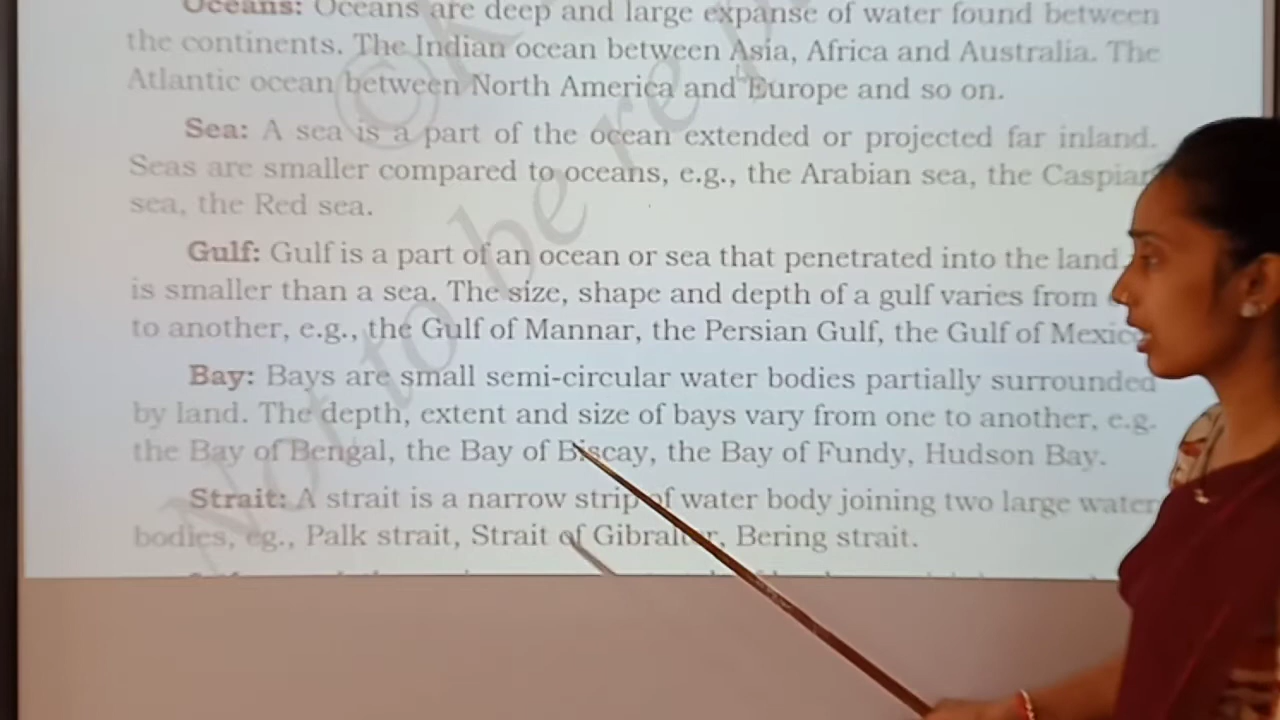 Oceans: Oceans are deep and large expanse of water found between
the continents. The Indian ocean between Asia, Africa and Australia. The
Atlantic ocean between North America and Europe and so on.
Sea: A sea is a part of the ocean extended or projected far inland.
Seas are smaller compared to oceans, e.g., the Arabian sea, the Caspian
sea, the Red sea.
Gulf: Gulf is a part of an ocean or sea that penetrated into the land.
is smaller than a sea. The size, shape and depth of a gulf varies from
to another, e.g., the Gulf of Mannar, the Persian Gulf, the Gulf of Mexic
Bay: Bays are small semi-circular water bodies partially surrounded
by land. The depth, extent and size of bays vary from one to another, e.g.
the Bay of Bengal, the Bay of Biscay, the Bay of Fundy, Hudson Bay.
Strait: A strait is a narrow strip of water body joining two large water
bodies, eg., Palk strait, Strait of Gibraltar, Bering strait.
©K
Not to be re p